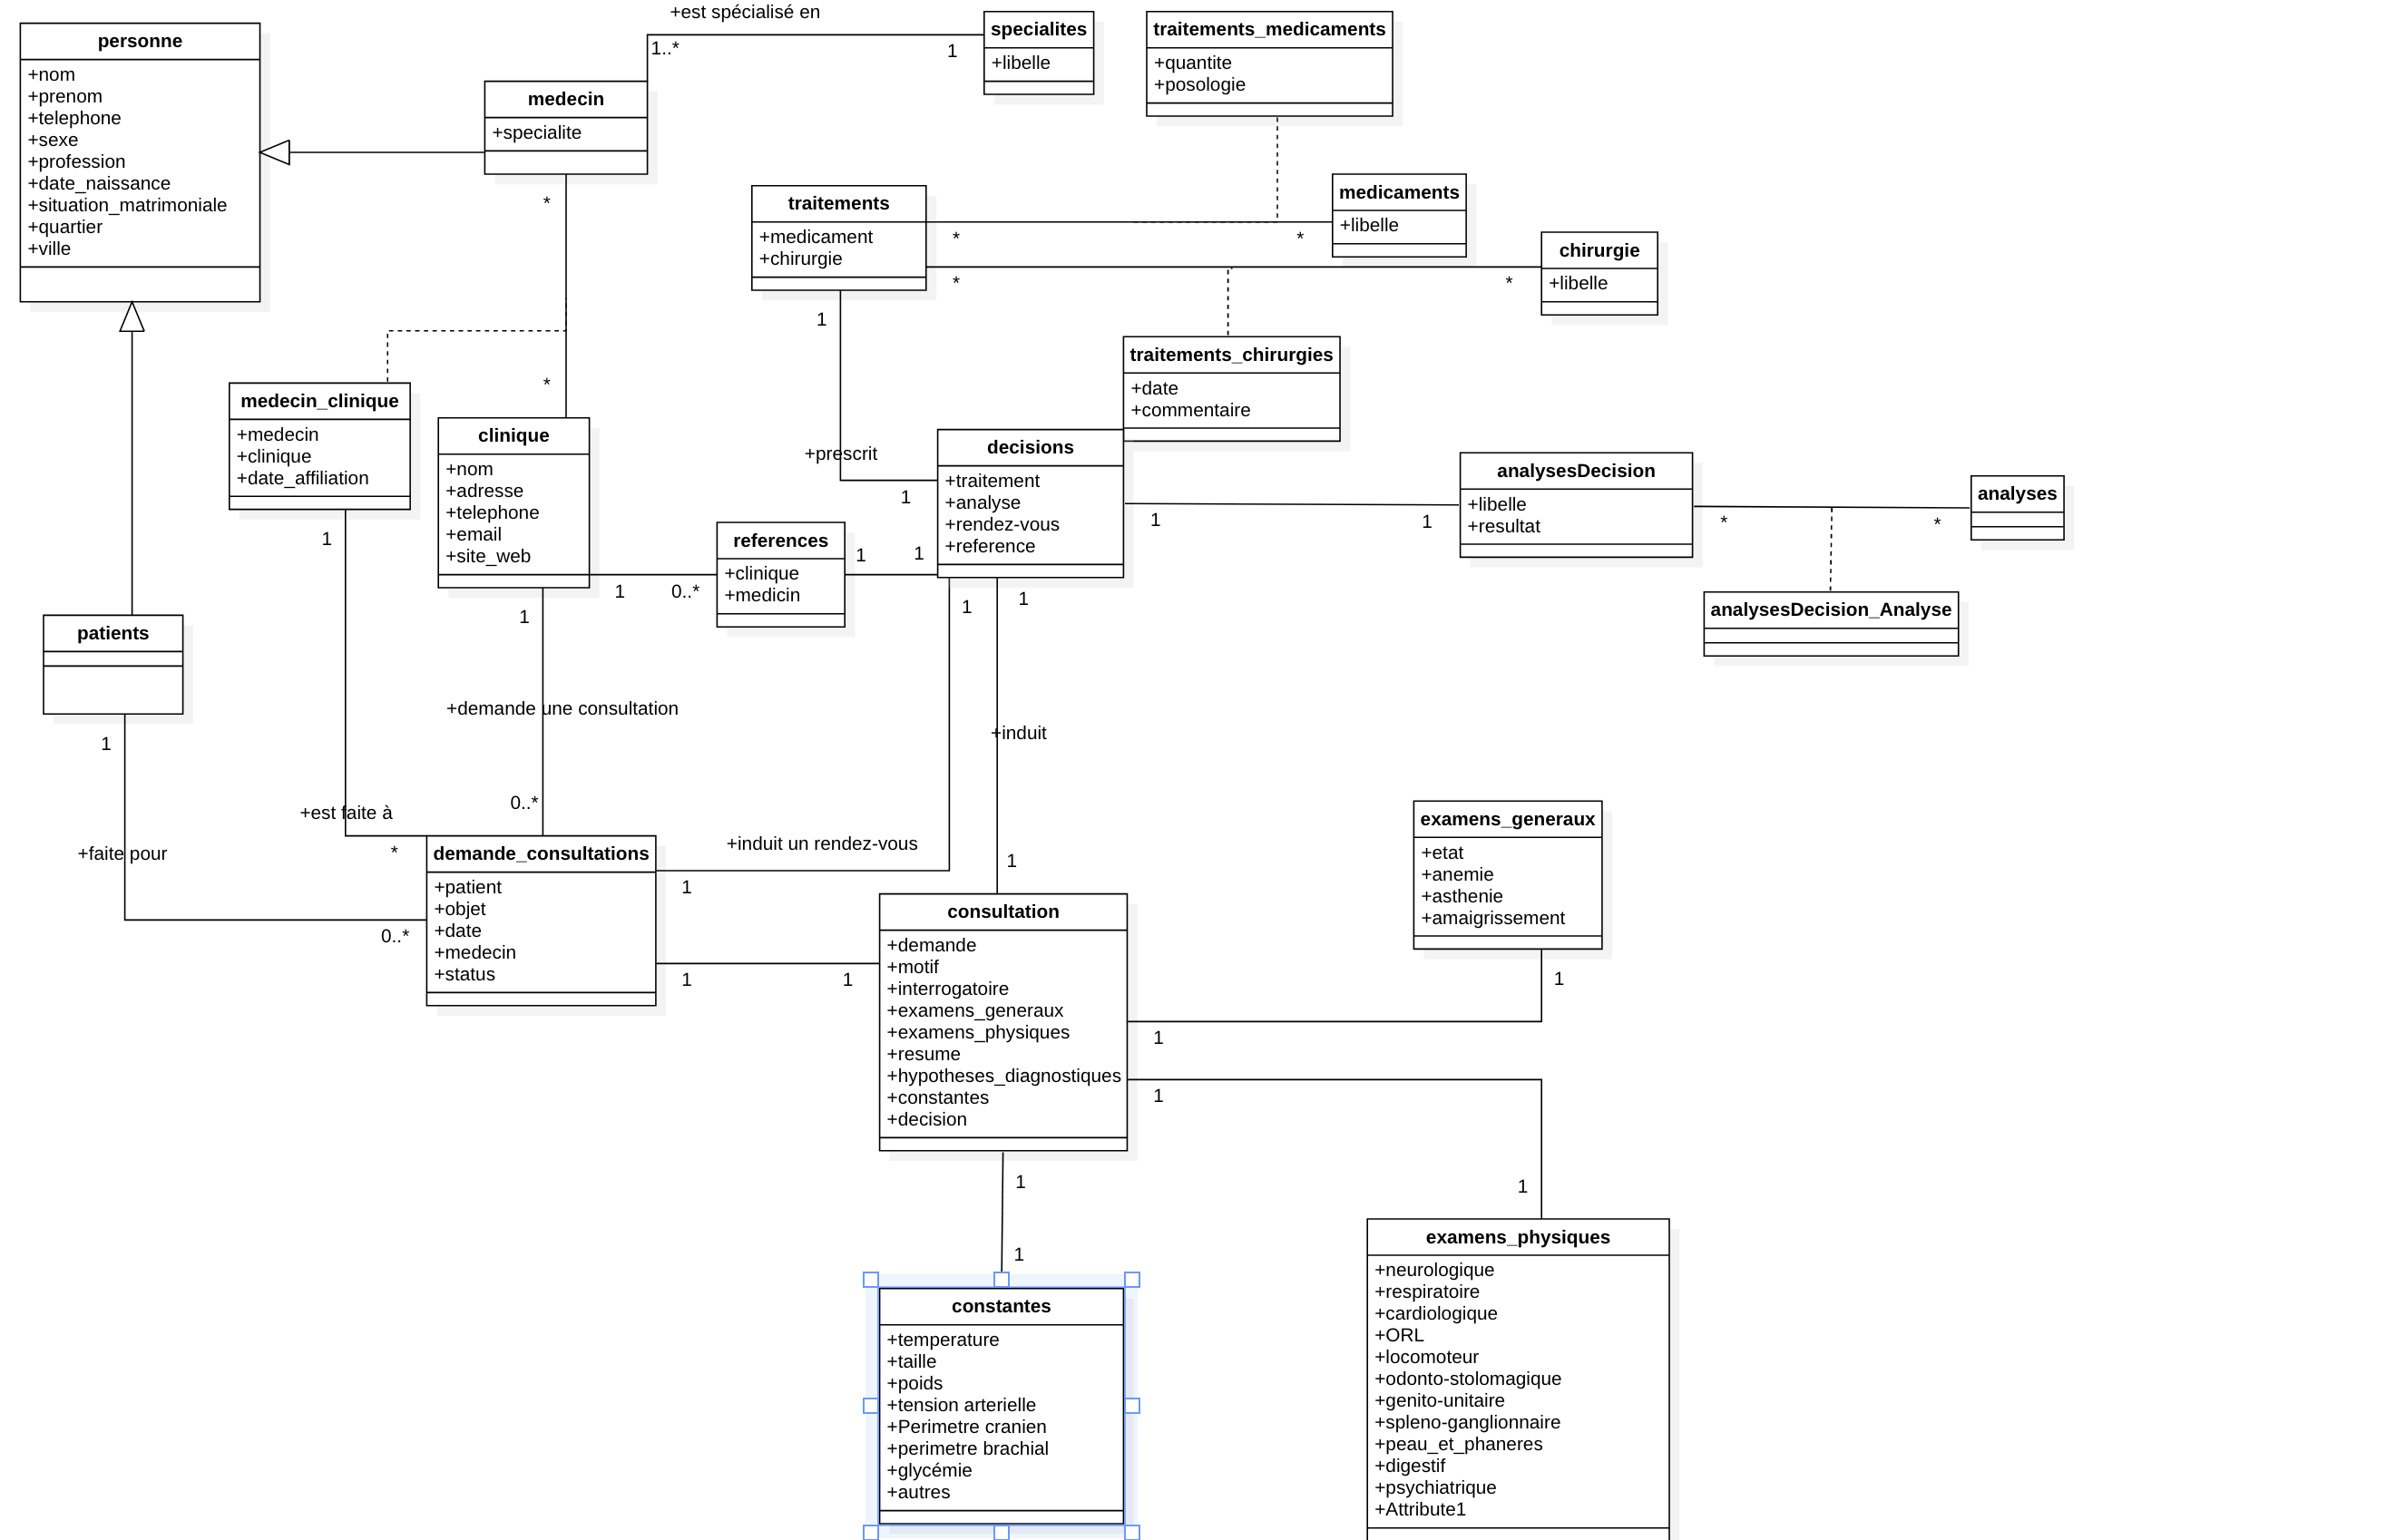 +est spécialisé en
1..*
1
personne
+nom
+prenom
+telephone
+sexe
+profession
+date_naissance
+situation_matrimoniale
+quartier
+ville
medecin
+specialite
*
*
specialites
+libelle
traitements_medicaments
+quantite
+posologie
traitements
+medicament
+chirurgie
*
*
*
*
1
medicaments
+libelle
chirurgie
+libelle
traitements_chirurgies
+date
+commentaire
medecin_clinique
+medecin
+clinique
+date_affiliation
1
clinique
+nom
+adresse
+telephone
+email
+site_web
1
0..*
1
references
+clinique
+medicin
1
1
+prescrit
1
decisions
+traitement
+analyse
+rendez-vous
+reference
1
1
1
1
analysesDecision
+libelle
+resultat
*
*
analyses
analysesDecision_Analyse
patients
1
+faite pour
0..*
+est faite à
*
+demande une consultation
0..*
+induit
1
+induit un rendez-vous
1
demande_consultations
+patient
+objet
+date
+medecin
+status
1
1
consultation
+demande
+motif
+interrogatoire
+examens_generaux
+examens_physiques
+resume
+hypotheses_diagnostiques
+constantes
+decision
1
1
1
1
examens_generaux
+etat
+anemie
+asthenie
+amaigrissement
1
1
examens_physiques
+neurologique
+respiratoire
+cardiologique
+ORL
+locomoteur
+odonto-stolomagique
+genito-unitaire
+spleno-ganglionnaire
+peau_et_phaneres
+digestif
+psychiatrique
+Attribute1
constantes
+temperature
+taille
+poids
+tension arterielle
+Perimetre cranien
+perimetre brachial
+glycémie
+autres